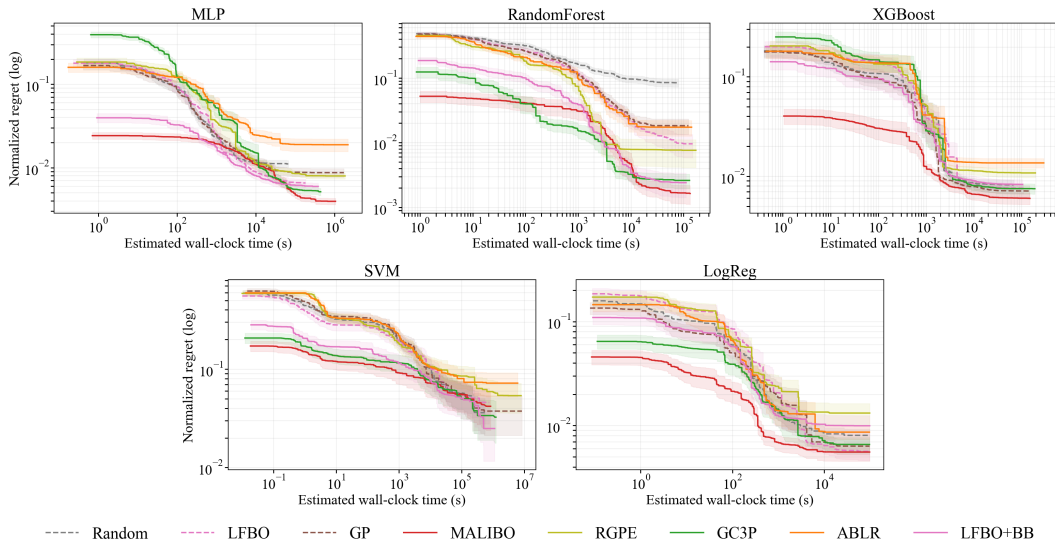 MLP
RandomForest
XGBoost
Normalized regret (log)
10^-1
10^-2
10^0
10^2
10^4
10^6
Estimated wall-clock time (s)
10^-1
10^-2
10^-3
10^0
10^1
10^2
10^3
10^4
10^5
Estimated wall-clock time (s)
10^-1
10^-2
10^0
10^1
10^2
10^3
10^4
10^5
Estimated wall-clock time (s)
SVM
LogReg
Normalized regret (log)
10^-1
10^-2
10^-1
10^1
10^3
10^5
10^7
Estimated wall-clock time (s)
10^-1
10^-2
10^0
10^2
10^4
Estimated wall-clock time (s)
Random LFBO GP MALIBO RGPE GC3P ABLR LFBO+BB